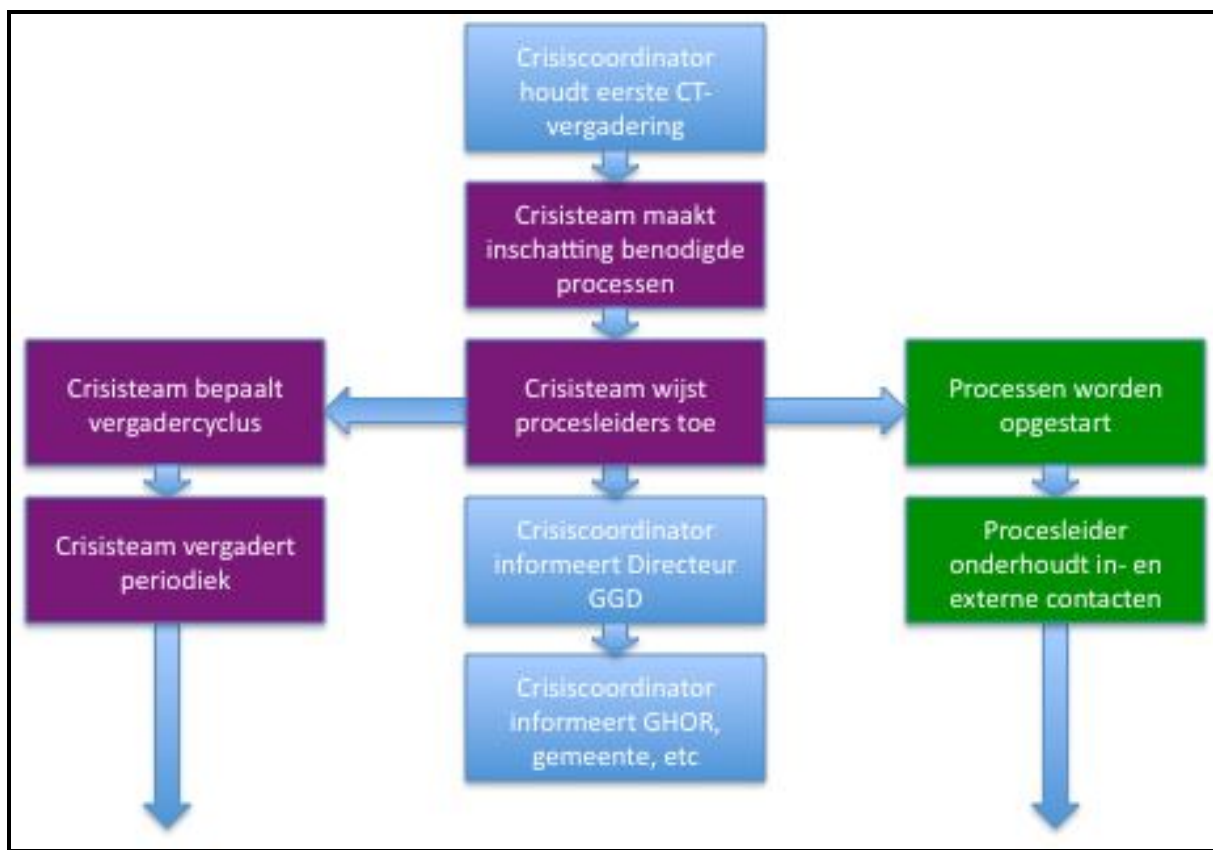 Crisiscoordinator
houdt eerste CT-
vergadering
Crisisteam maakt
inschatting benodigde
processen
Crisisteam bepaalt
vergadercyclus
Crisisteam wijst
procesleiders toe
Processen worden
opgestart
Crisisteam vergadert
periodiek
Crisiscoordinator
informeert Directeur
GGD
Procesleider
onderhoudt in- en
externe contacten
Crisiscoordinator
informeert GHOR,
gemeente, etc